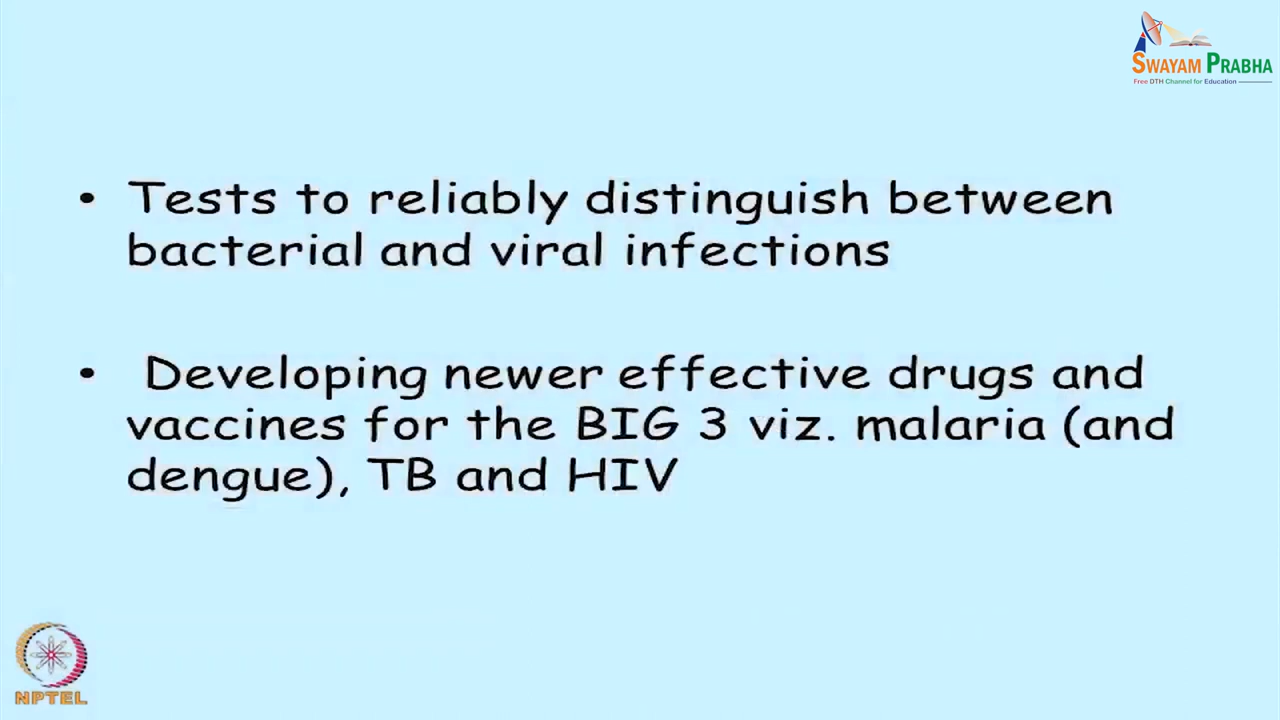 SWAYAM PRABHA
Free DTH Channel for Education
• Tests to reliably distinguish between
bacterial and viral infections
• Developing newer effective drugs and
vaccines for the BIG 3 viz. malaria (and
dengue), TB and HIV
NPTEL